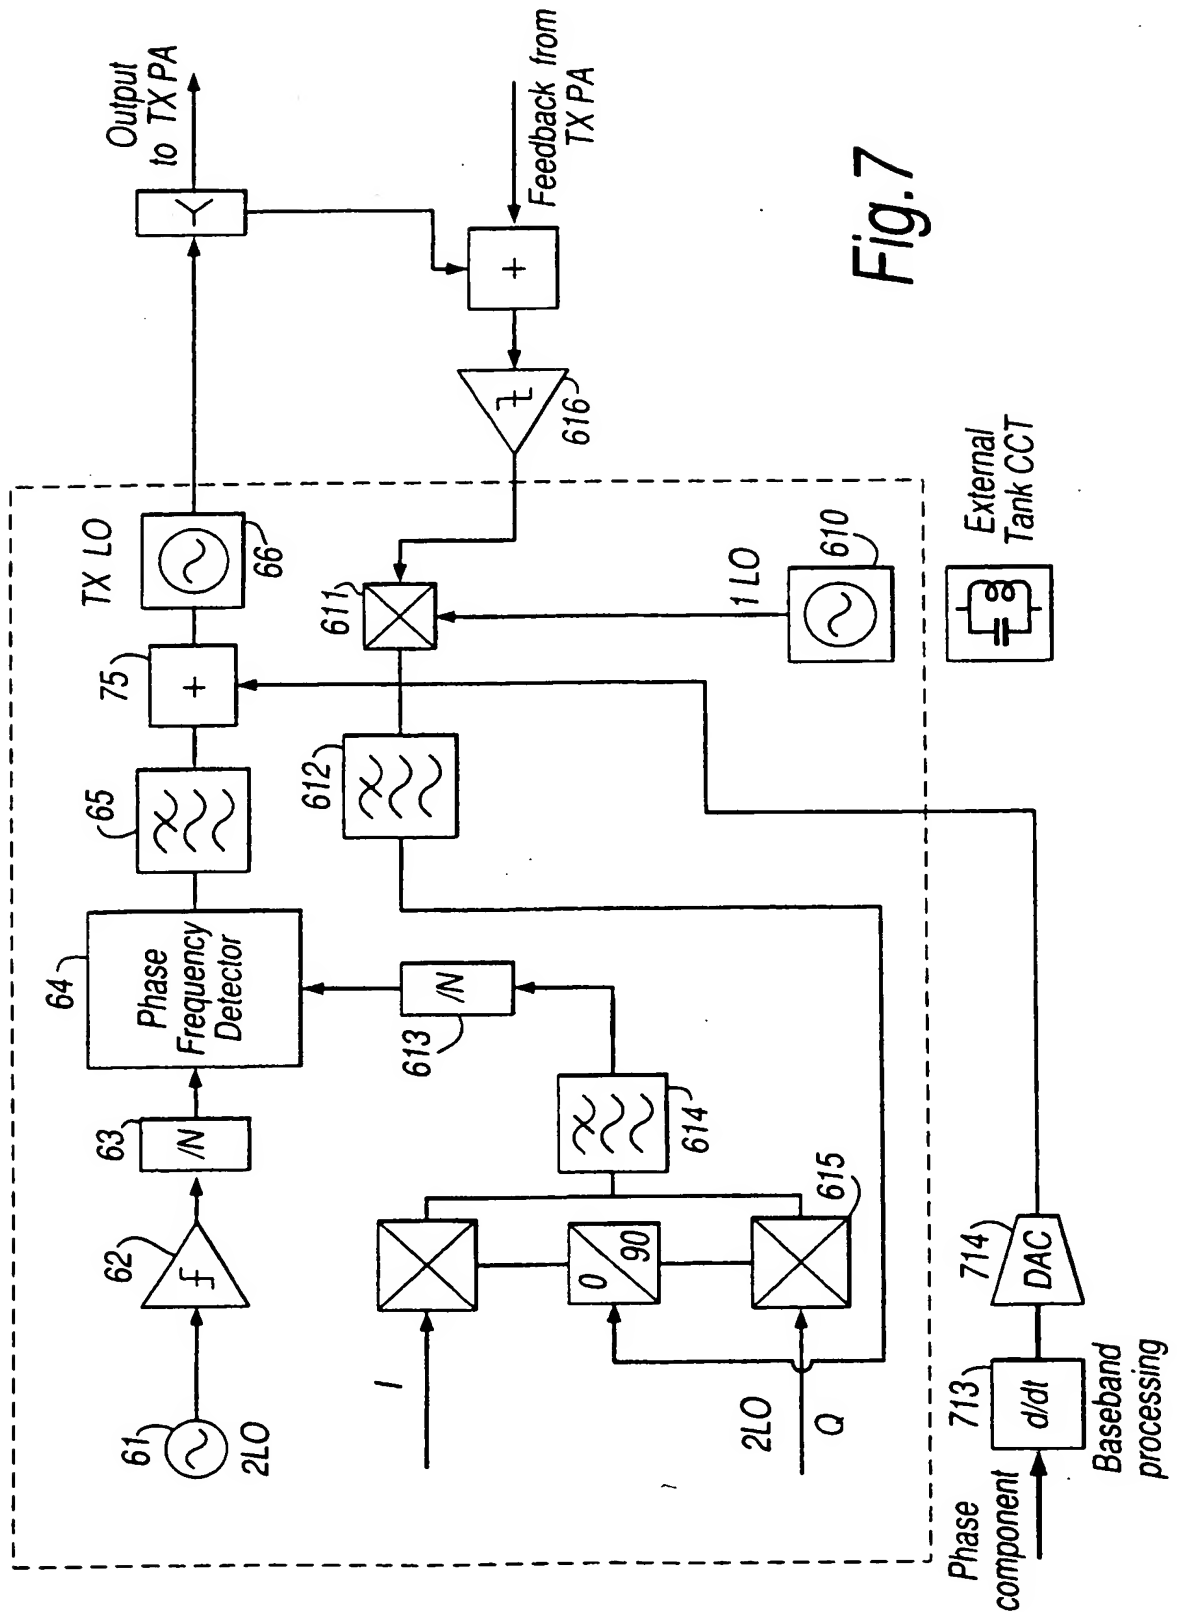 61
2LO
62
63
/N
64
Phase
Frequency
Detector
65
75
+
TX LO
66
Output
to TX PA
+
Feedback from
TX PA
616
611
612
613
/N
614
I
0
90
615
2LO
Q
1 LO
610
External
Tank CCT
Phase
component
713
d/dt
Baseband
processing
714
DAC
Fig.7